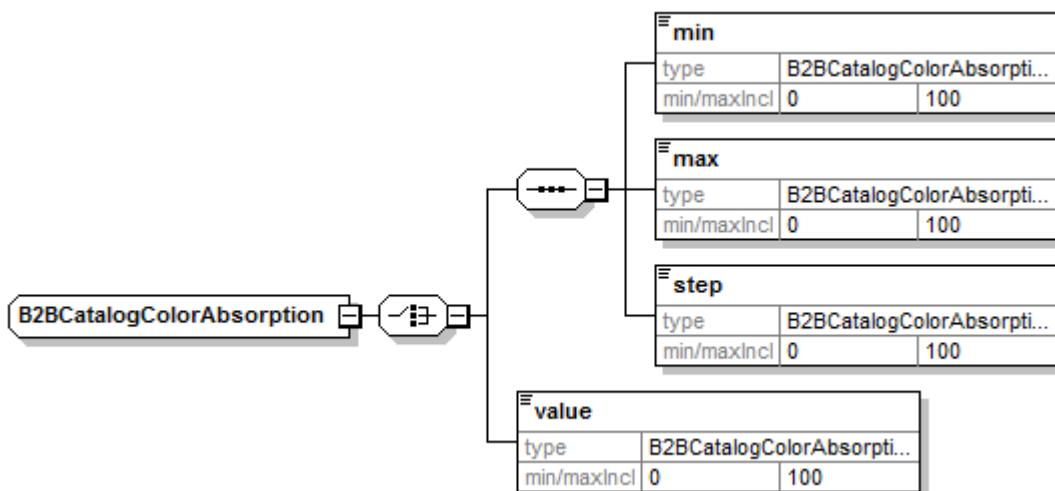 min
type B2BCatalogColorAbsorpti...
min/maxIncl 0 100
max
type B2BCatalogColorAbsorpti...
min/maxIncl 0 100
B2BCatalogColorAbsorption
step
type B2BCatalogColorAbsorpti...
min/maxIncl 0 100
value
type B2BCatalogColorAbsorpti...
min/maxIncl 0 100